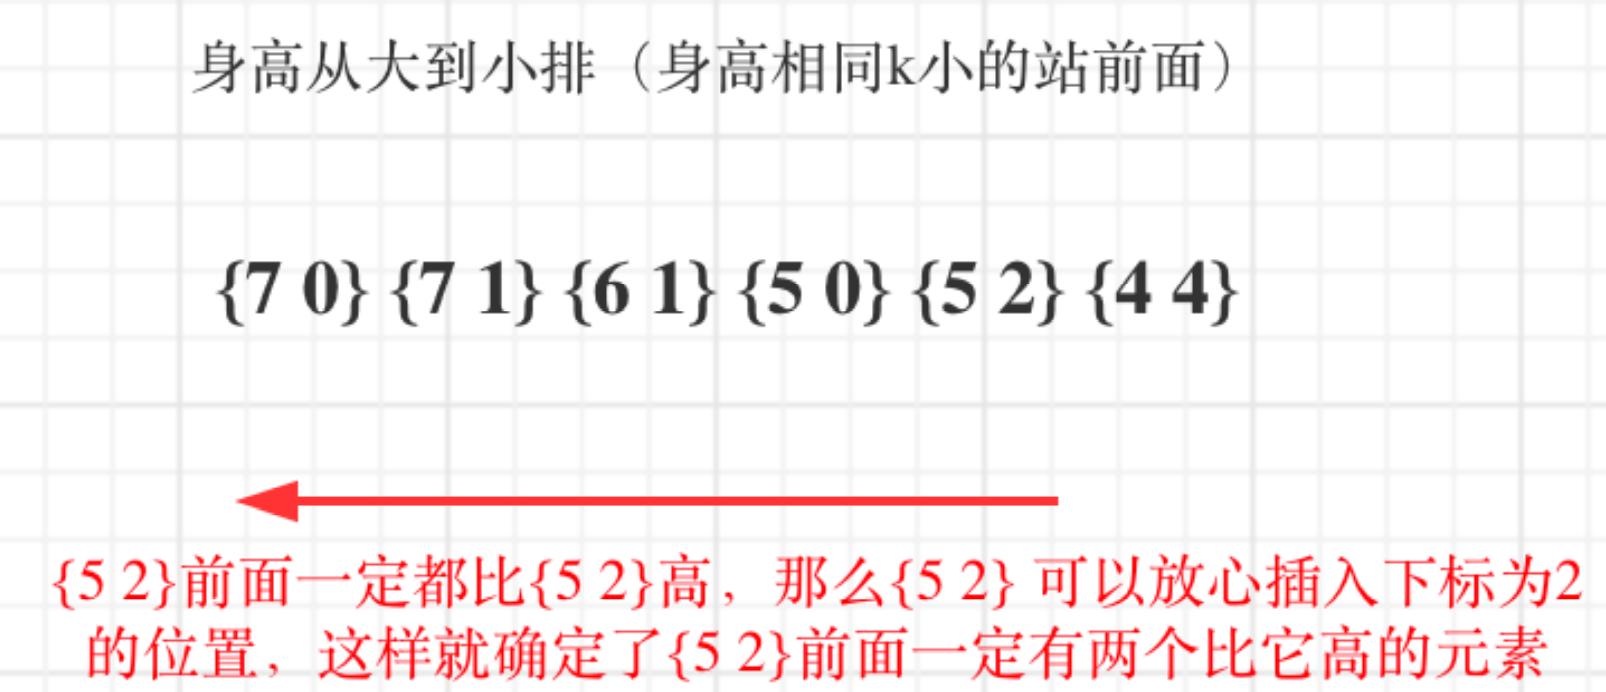 身高从大到小排（身高相同k小的站前面）
{7 0} {7 1} {6 1} {5 0} {5 2} {4 4}
{5 2}前面一定都比{5 2}高，那么{5 2} 可以放心插入下标为2
的位置，这样就确定了{5 2}前面一定有两个比它高的元素